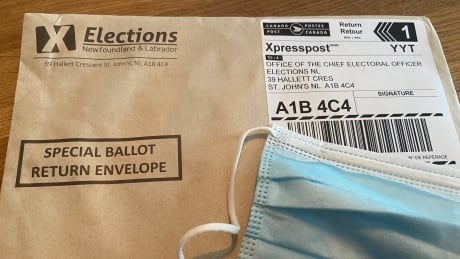 X Elections
Newfoundland & Labrador
39 Hallett Crescent St. John's, NL A1B 4C4
SPECIAL BALLOT
RETURN ENVELOPE
CANADA POSTES
POST CANADA
Return
Retour
1
Xpresspost
YYT
OFFICE OF THE CHIEF ELECTORAL OFFICER
ELECTIONS NL
39 HALLETT CRES
ST. JOHN'S NL A1B 4C4
SIGNATURE
A1B 4C4
N° DE REPÉRAGE